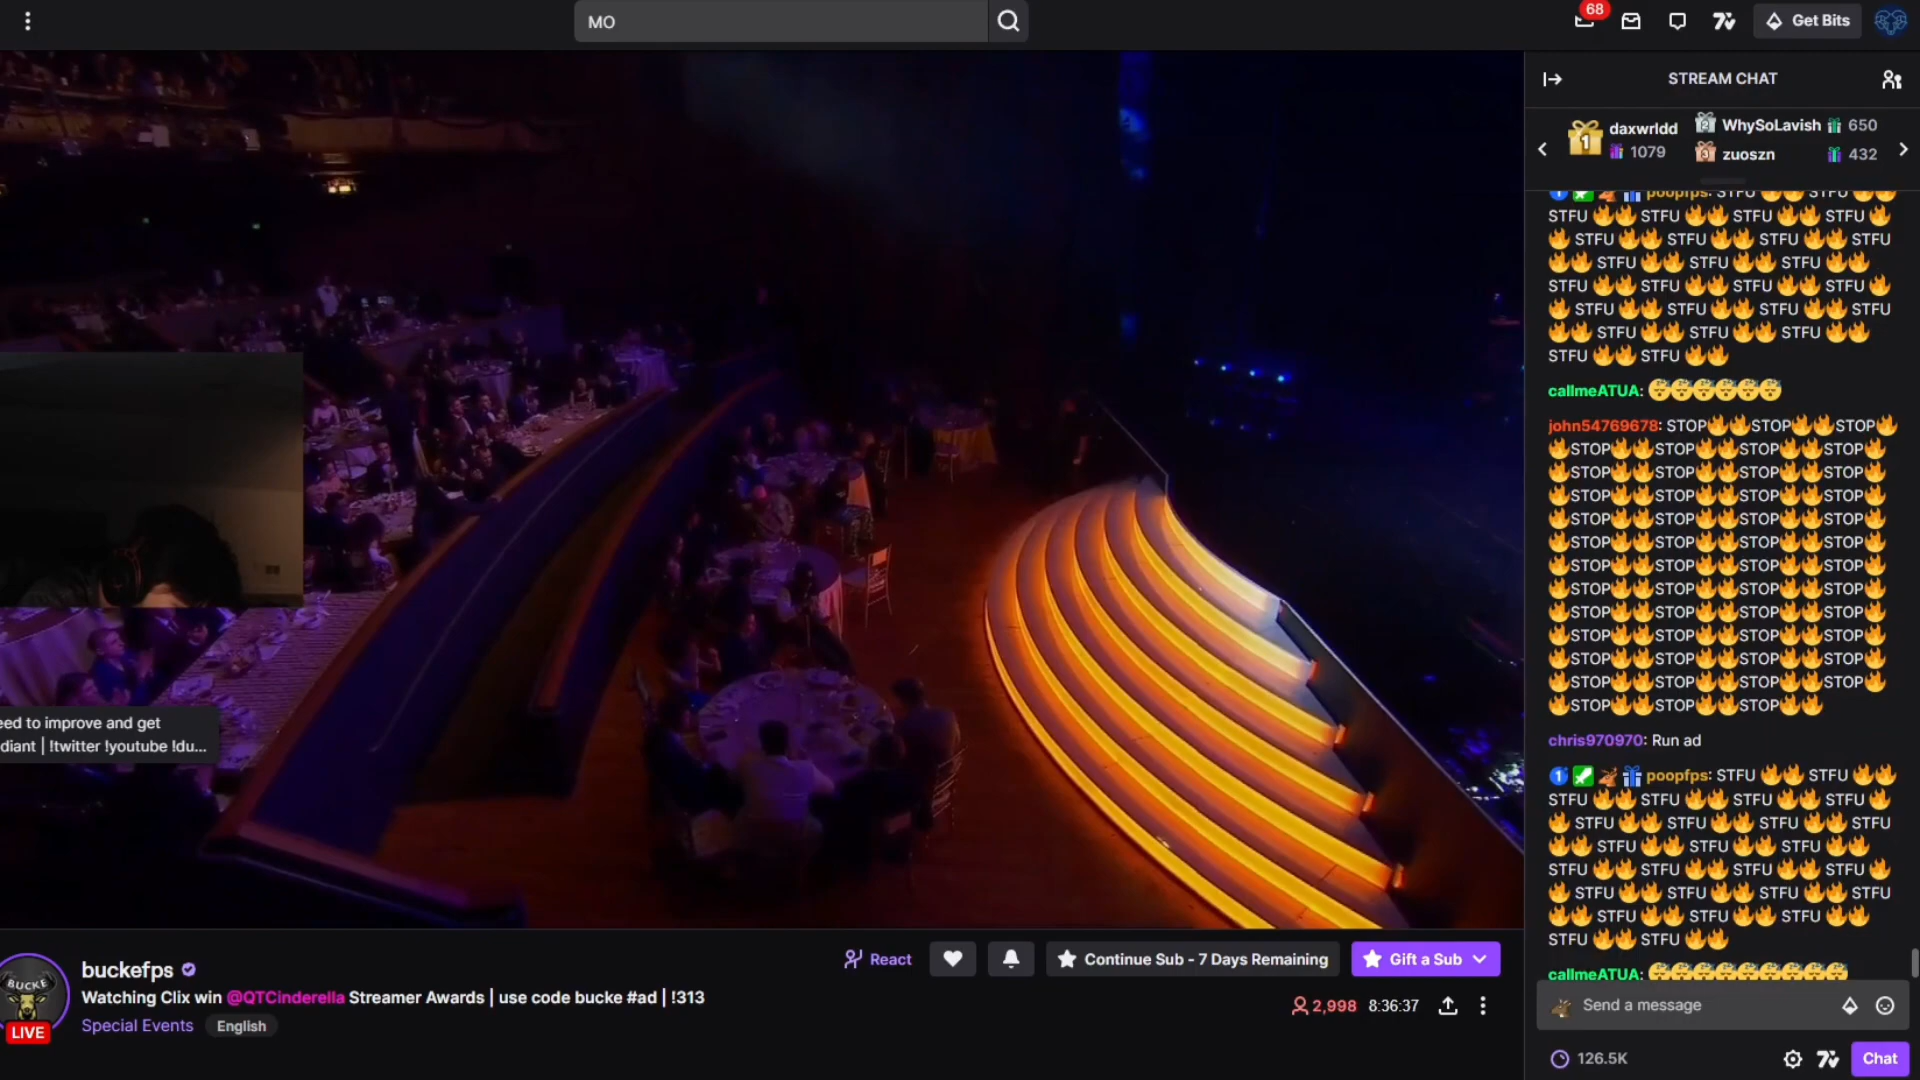 MO
68
Get Bits
STREAM CHAT
1
daxwrldd
1079
2
WhySoLavish
650
3
zuoszn
432
1 poopfps: STFU 🔥🔥 STFU 🔥🔥
STFU 🔥🔥 STFU 🔥🔥 STFU 🔥🔥 STFU 🔥
🔥 STFU 🔥🔥 STFU 🔥🔥 STFU 🔥🔥 STFU
🔥🔥 STFU 🔥🔥 STFU 🔥🔥 STFU 🔥🔥
STFU 🔥🔥 STFU 🔥🔥 STFU 🔥🔥 STFU 🔥
🔥 STFU 🔥🔥 STFU 🔥🔥 STFU 🔥🔥 STFU
🔥🔥 STFU 🔥🔥 STFU 🔥🔥 STFU 🔥🔥
STFU 🔥🔥 STFU 🔥🔥
callmeATUA: 😴😴😴😴😴😴
john54769678: STOP🔥🔥STOP🔥🔥STOP🔥
🔥STOP🔥🔥STOP🔥🔥STOP🔥🔥STOP🔥
🔥STOP🔥🔥STOP🔥🔥STOP🔥🔥STOP🔥
🔥STOP🔥🔥STOP🔥🔥STOP🔥🔥STOP🔥
🔥STOP🔥🔥STOP🔥🔥STOP🔥🔥STOP🔥
🔥STOP🔥🔥STOP🔥🔥STOP🔥🔥STOP🔥
🔥STOP🔥🔥STOP🔥🔥STOP🔥🔥STOP🔥
🔥STOP🔥🔥STOP🔥🔥STOP🔥🔥STOP🔥
🔥STOP🔥🔥STOP🔥🔥STOP🔥🔥STOP🔥
🔥STOP🔥🔥STOP🔥🔥STOP🔥🔥STOP🔥
🔥STOP🔥🔥STOP🔥🔥STOP🔥🔥STOP🔥
🔥STOP🔥🔥STOP🔥🔥STOP🔥🔥STOP🔥
🔥STOP🔥🔥STOP🔥🔥STOP🔥🔥
chris970970: Run ad
1 poopfps: STFU 🔥🔥 STFU 🔥🔥
STFU 🔥🔥 STFU 🔥🔥 STFU 🔥🔥 STFU 🔥
🔥 STFU 🔥🔥 STFU 🔥🔥 STFU 🔥🔥 STFU
🔥🔥 STFU 🔥🔥 STFU 🔥🔥 STFU 🔥🔥
STFU 🔥🔥 STFU 🔥🔥 STFU 🔥🔥 STFU 🔥
🔥 STFU 🔥🔥 STFU 🔥🔥 STFU 🔥🔥 STFU
🔥🔥 STFU 🔥🔥 STFU 🔥🔥 STFU 🔥🔥
STFU 🔥🔥 STFU 🔥🔥
callmeATUA: 😴😴😴😴😴😴😴😴😴
Send a message
126.5K
Chat
eed to improve and get
diant | !twitter !youtube !du...
BUCKE
LIVE
buckefps
Watching Clix win @QTCinderella Streamer Awards | use code bucke #ad | !313
Special Events
English
React
Continue Sub - 7 Days Remaining
Gift a Sub
2,998
8:36:37